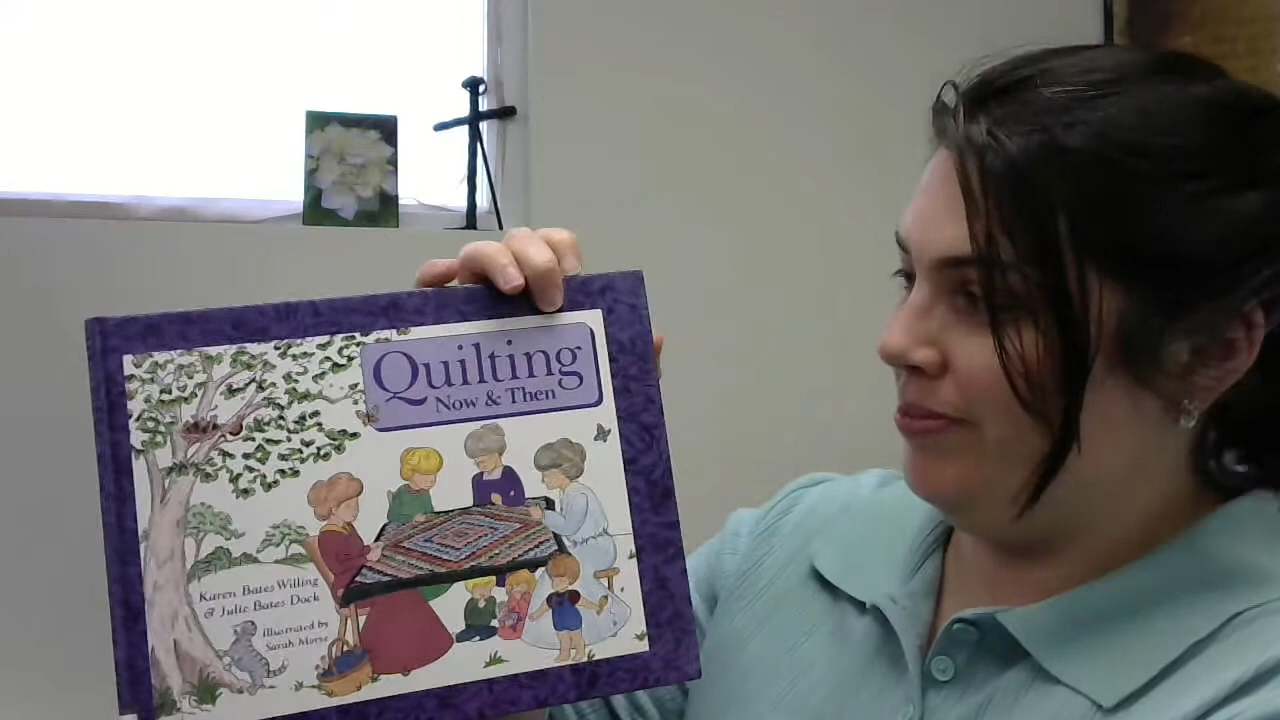 Quilting
Now & Then
Karen Bates Willing
& Julie Bates Dock
Illustrated by
Sarah Morse